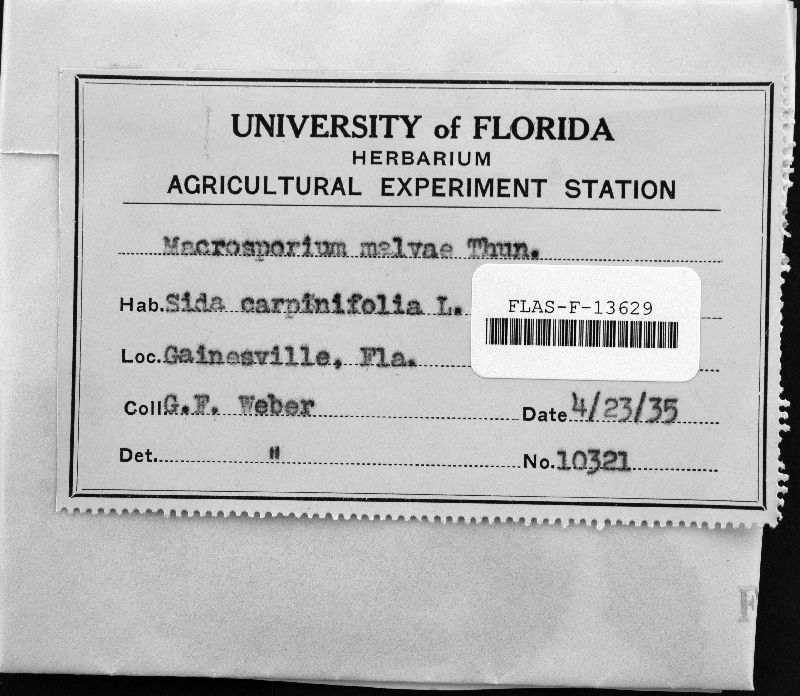 UNIVERSITY of FLORIDA
HERBARIUM
AGRICULTURAL EXPERIMENT STATION
Macrosporium malvae Thun.
Hab. Sida carpinifolia L.
FLAS-F-13629
Loc. Gainesville, Fla.
Coll G.F. Weber Date 4/23/35
Det. " No. 10321
F